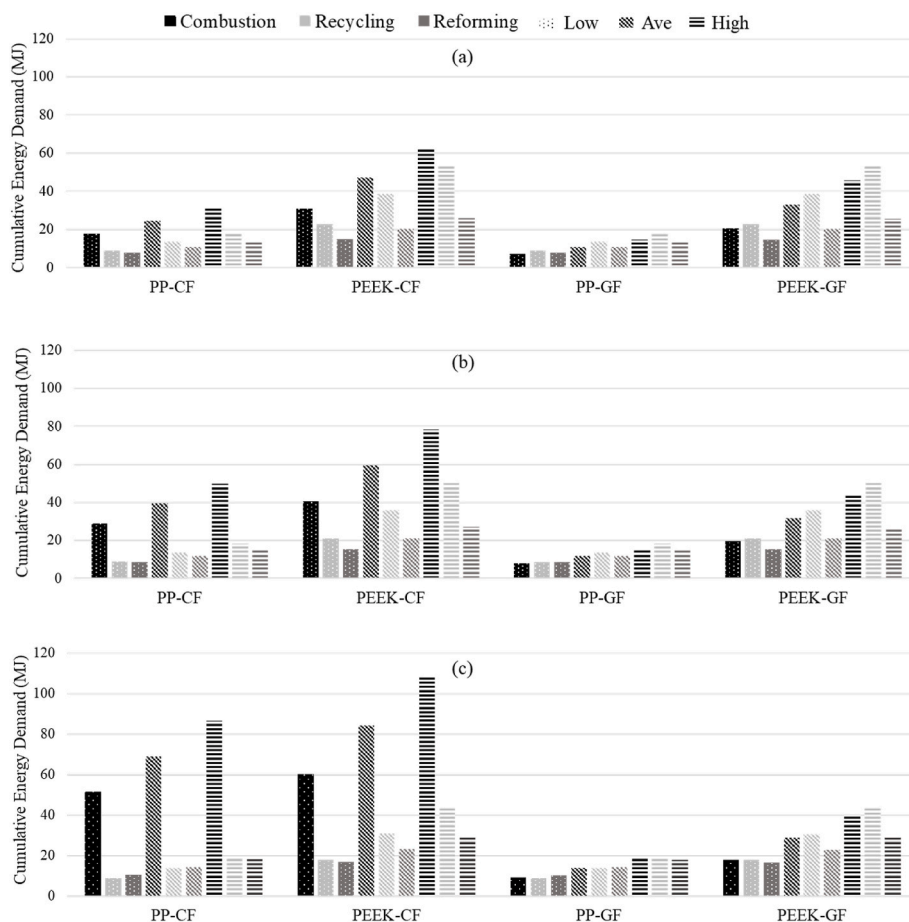 Combustion Recycling Reforming Low Ave High
Cumulative Energy Demand (MJ)
120
100
80
60
40
20
0
(a)
PP-CF PEEK-CF PP-GF PEEK-GF
Cumulative Energy Demand (MJ)
120
100
80
60
40
20
0
(b)
PP-CF PEEK-CF PP-GF PEEK-GF
Cumulative Energy Demand (MJ)
120
100
80
60
40
20
0
(c)
PP-CF PEEK-CF PP-GF PEEK-GF